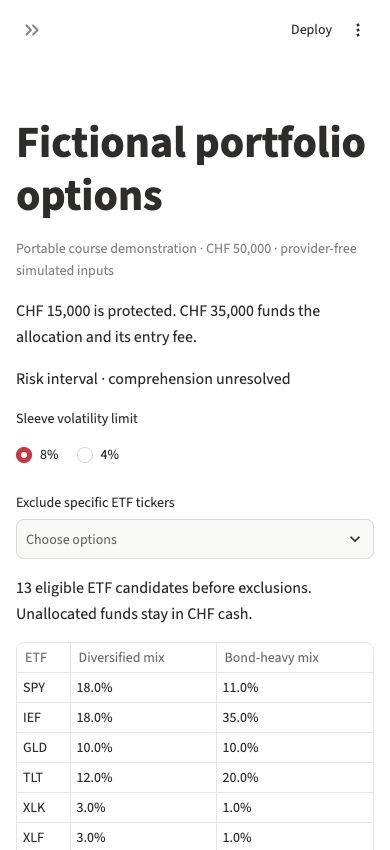 Deploy
Fictional portfolio
options
Portable course demonstration · CHF 50,000 · provider-free
simulated inputs
CHF 15,000 is protected. CHF 35,000 funds the
allocation and its entry fee.
Risk interval · comprehension unresolved
Sleeve volatility limit
8% 4%
Exclude specific ETF tickers
Choose options
13 eligible ETF candidates before exclusions.
Unallocated funds stay in CHF cash.
ETF Diversified mix Bond-heavy mix
SPY 18.0% 11.0%
IEF 18.0% 35.0%
GLD 10.0% 10.0%
TLT 12.0% 20.0%
XLK 3.0% 1.0%
XLF 3.0% 1.0%